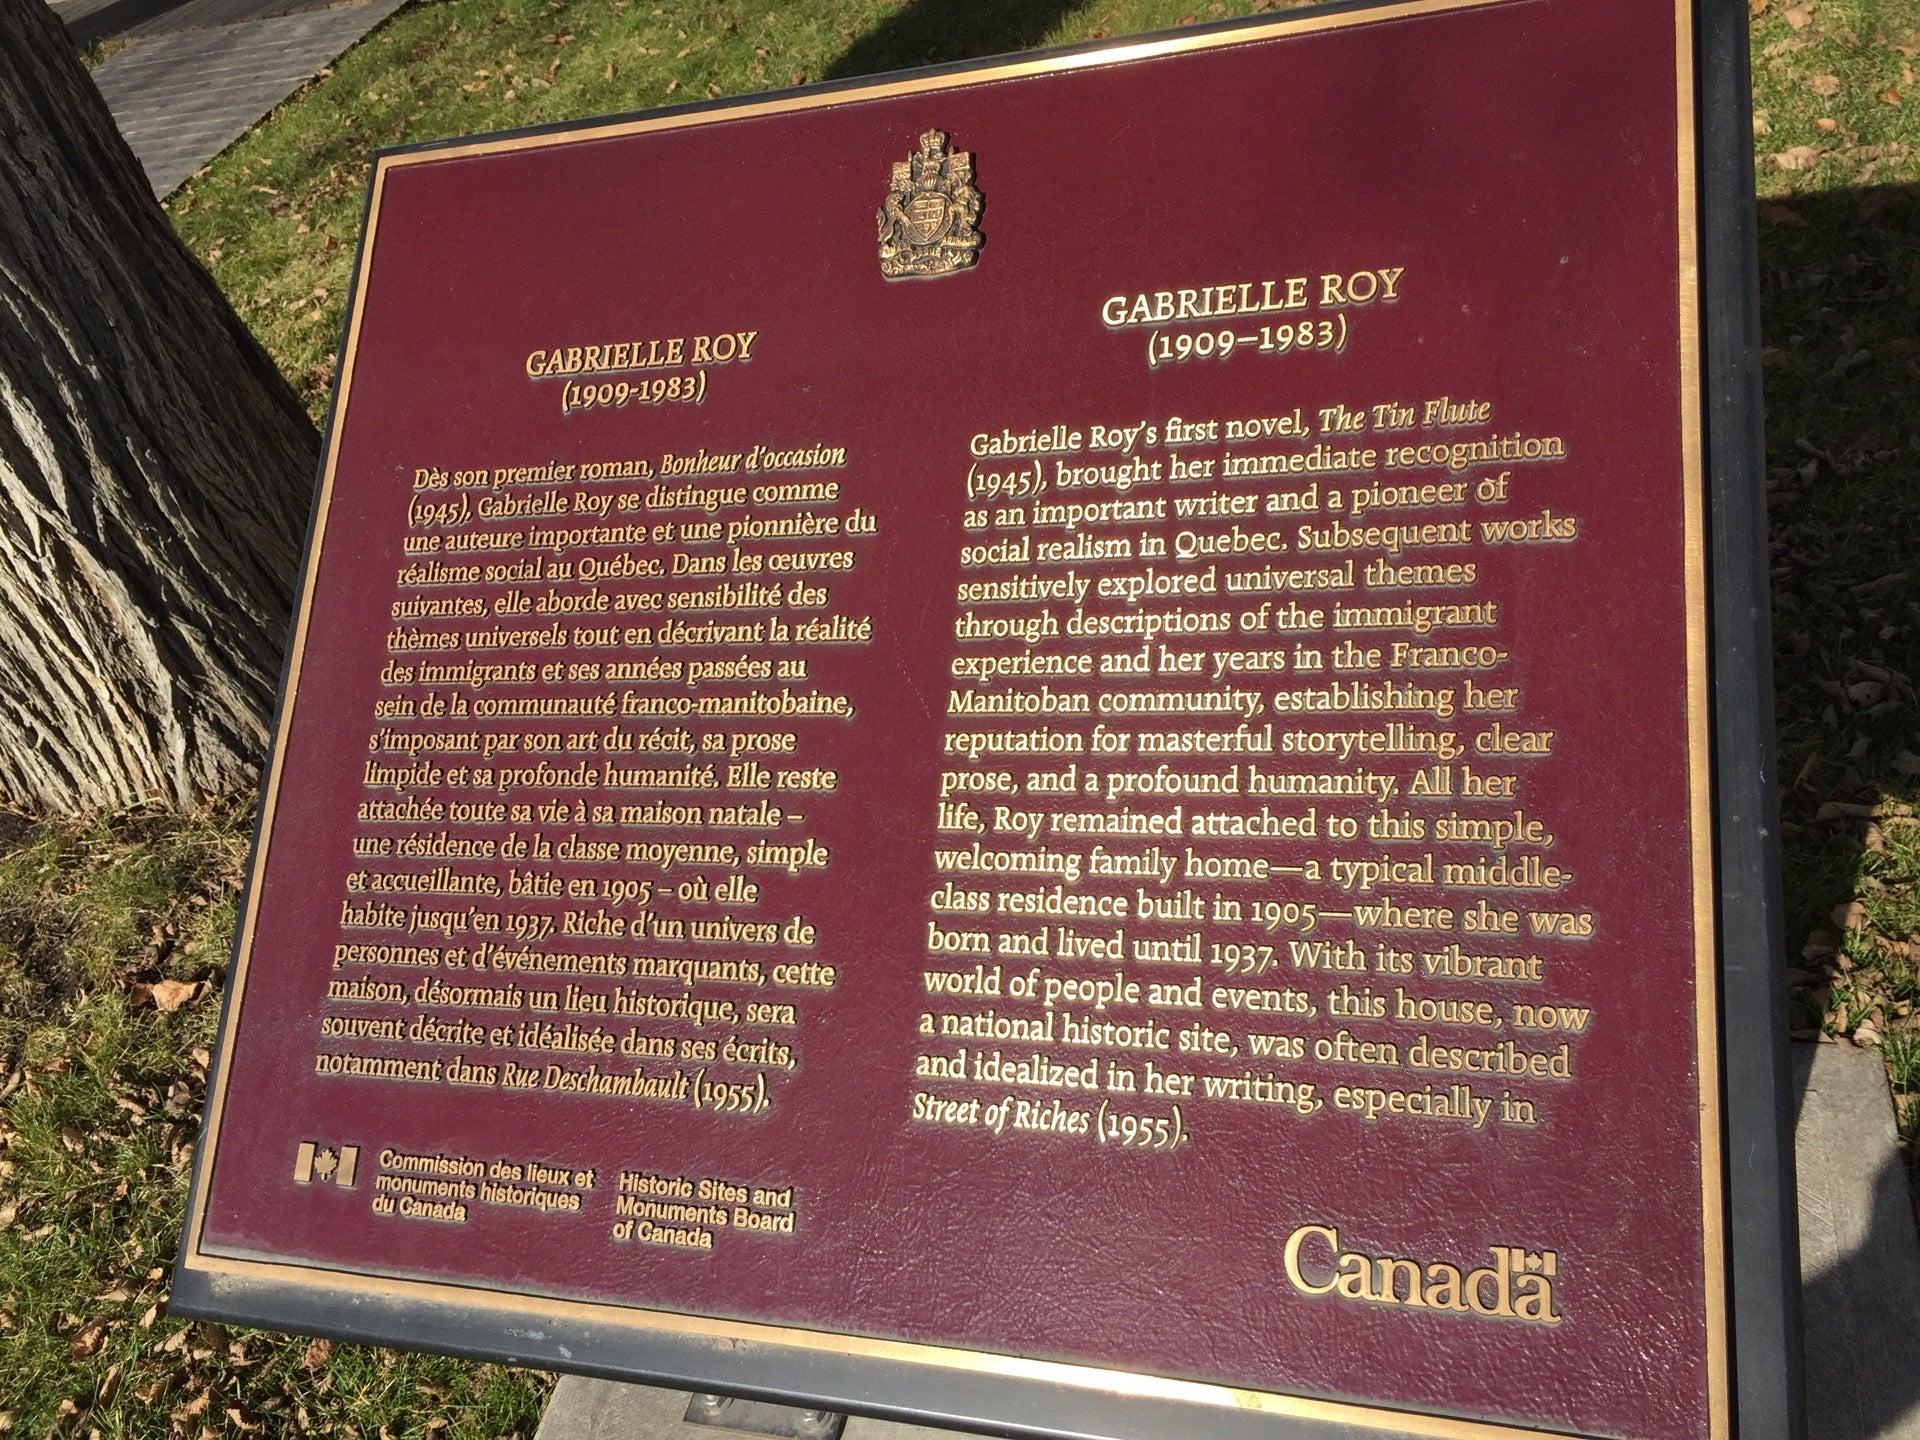 GABRIELLE ROY
(1909-1983)
Dès son premier roman, Bonheur d'occasion
(1945), Gabrielle Roy se distingue comme
une auteure importante et une pionnière du
réalisme social au Québec. Dans les œuvres
suivantes, elle aborde avec sensibilité des
thèmes universels tout en décrivant la réalité
des immigrants et ses années passées au
sein de la communauté franco-manitobaine,
s'imposant par son art du récit, sa prose
limpide et sa profonde humanité. Elle reste
attachée toute sa vie à sa maison natale –
une résidence de la classe moyenne, simple
et accueillante, bâtie en 1905 – où elle
habite jusqu'en 1937. Riche d'un univers de
personnes et d'événements marquants, cette
maison, désormais un lieu historique, sera
souvent décrite et idéalisée dans ses écrits,
notamment dans Rue Deschambault (1955).
GABRIELLE ROY
(1909–1983)
Gabrielle Roy's first novel, The Tin Flute
(1945), brought her immediate recognition
as an important writer and a pioneer of
social realism in Quebec. Subsequent works
sensitively explored universal themes
through descriptions of the immigrant
experience and her years in the Franco-
Manitoban community, establishing her
reputation for masterful storytelling, clear
prose, and a profound humanity. All her
life, Roy remained attached to this simple,
welcoming family home—a typical middle-
class residence built in 1905—where she was
born and lived until 1937. With its vibrant
world of people and events, this house, now
a national historic site, was often described
and idealized in her writing, especially in
Street of Riches (1955).
Commission des lieux et
monuments historiques
du Canada
Historic Sites and
Monuments Board
of Canada
Canada